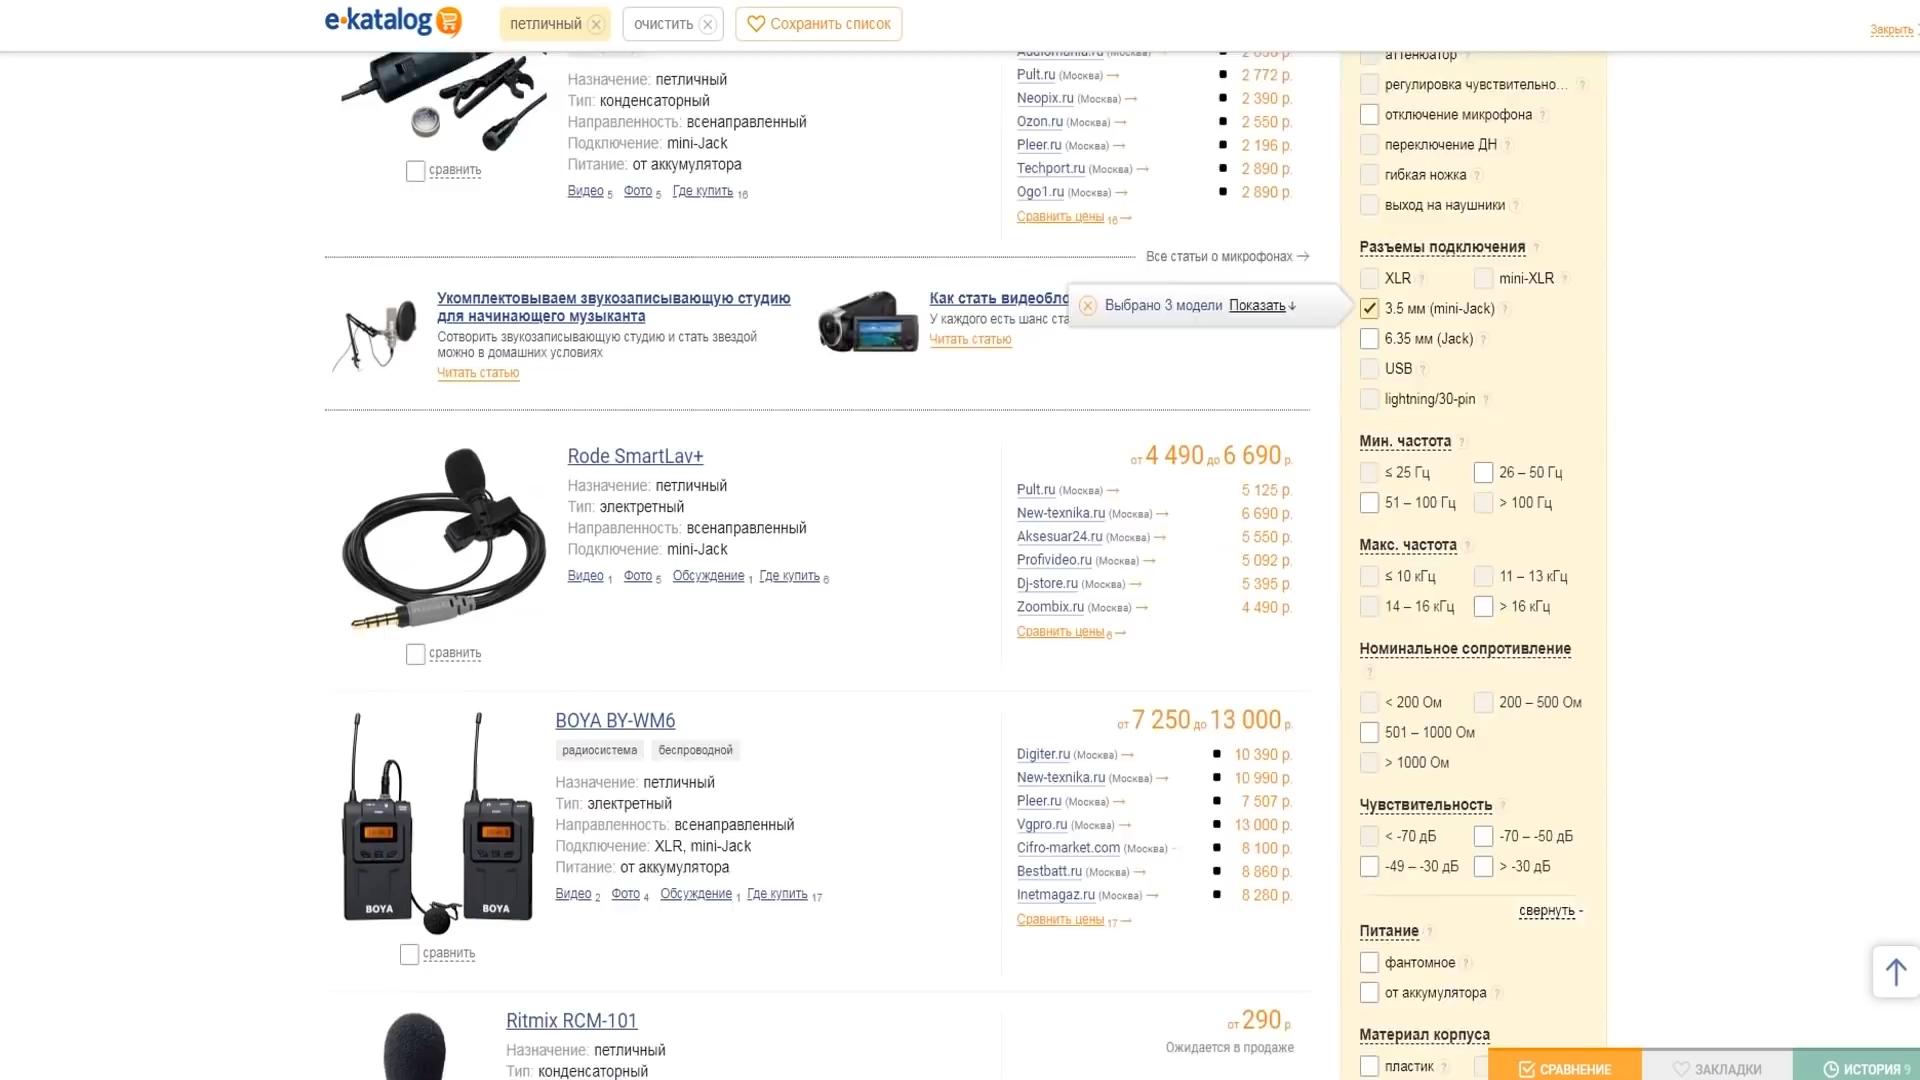 e-katalog
петличный
очистить
Сохранить список
Закрыть
Назначение: петличный
Тип: конденсаторный
Направленность: всенаправленный
Подключение: mini-Jack
Питание: от аккумулятора
Видео 5 Фото 5 Где купить 16
сравнить
Audiomania.ru (Москва)
Pult.ru (Москва) → 2 772 р.
Neopix.ru (Москва) → 2 390 р.
Ozon.ru (Москва) → 2 550 р.
Pleer.ru (Москва) → 2 196 р.
Techport.ru (Москва) → 2 890 р.
Ogo1.ru (Москва) → 2 890 р.
Сравнить цены 16 →
Все статьи о микрофонах →
Укомплектовываем звукозаписывающую студию
для начинающего музыканта
Сотворить звукозаписывающую студию и стать звездой
можно в домашних условиях
Читать статью
Как стать видеобло
У каждого есть шанс ста
Читать статью
Выбрано 3 модели Показать ↓
Rode SmartLav+
Назначение: петличный
Тип: электретный
Направленность: всенаправленный
Подключение: mini-Jack
Видео 1 Фото 5 Обсуждение 1 Где купить 6
сравнить
от 4 490 до 6 690 р.
Pult.ru (Москва) → 5 125 р.
New-texnika.ru (Москва) → 6 690 р.
Aksesuar24.ru (Москва) → 5 550 р.
Profivideo.ru (Москва) → 5 092 р.
Dj-store.ru (Москва) → 5 395 р.
Zoombix.ru (Москва) → 4 490 р.
Сравнить цены 6 →
BOYA BY-WM6
радиосистема беспроводной
Назначение: петличный
Тип: электретный
Направленность: всенаправленный
Подключение: XLR, mini-Jack
Питание: от аккумулятора
Видео 2 Фото 4 Обсуждение 1 Где купить 17
BOYA BOYA
сравнить
от 7 250 до 13 000 р.
Digiter.ru (Москва) → 10 390 р.
New-texnika.ru (Москва) → 10 990 р.
Pleer.ru (Москва) → 7 507 р.
Vgpro.ru (Москва) → 13 000 р.
Cifro-market.com (Москва) 8 100 р.
Bestbatt.ru (Москва) → 8 860 р.
Inetmagaz.ru (Москва) → 8 280 р.
Сравнить цены 17 →
Ritmix RCM-101
Назначение: петличный
Тип: конденсаторный
от 290 р.
Ожидается в продаже
аттенюатор
регулировка чувствительно... ?
отключение микрофона ?
переключение ДН ?
гибкая ножка ?
выход на наушники ?
Разъемы подключения ?
XLR ? mini-XLR ?
3.5 мм (mini-Jack) ?
6.35 мм (Jack) ?
USB ?
lightning/30-pin ?
Мин. частота ?
≤ 25 Гц 26 – 50 Гц
51 – 100 Гц > 100 Гц
Макс. частота ?
≤ 10 кГц 11 – 13 кГц
14 – 16 кГц > 16 кГц
Номинальное сопротивление
?
< 200 Ом 200 – 500 Ом
501 – 1000 Ом
> 1000 Ом
Чувствительность ?
< -70 дБ -70 – -50 дБ
-49 – -30 дБ > -30 дБ
свернуть -
Питание ?
фантомное ?
от аккумулятора ?
Материал корпуса
пластик ?
СРАВНЕНИЕ
ЗАКЛАДКИ
ИСТОРИЯ 9